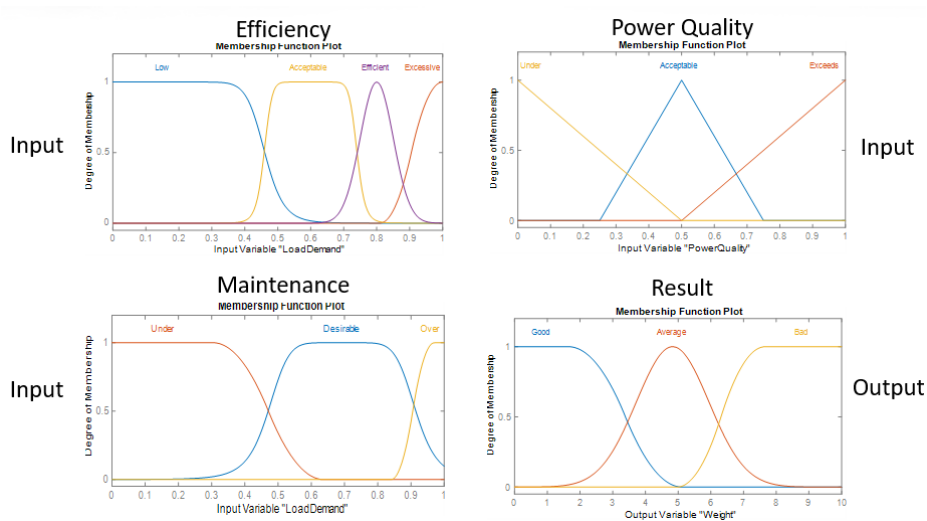 Efficiency
Membership Function Plot
Low Acceptable Efficient Excessive
Input
Degree of Membership
1
0.5
0
0 0.1 0.2 0.3 0.4 0.5 0.6 0.7 0.8 0.9 1
Input Variable "LoadDemand"
Power Quality
Membership Function Plot
Under Acceptable Exceeds
Input
Degree of Membership
1
0.5
0
0 0.1 0.2 0.3 0.4 0.5 0.6 0.7 0.8 0.9 1
Input Variable "PowerQuality"
Maintenance
Membership Function Plot
Under Desirable Over
Input
Degree of Membership
1
0.5
0
0 0.1 0.2 0.3 0.4 0.5 0.6 0.7 0.8 0.9 1
Input Variable "LoadDemand"
Result
Membership Function Plot
Good Average Bad
Output
Degree of Membership
1
0.5
0
0 1 2 3 4 5 6 7 8 9 10
Output Variable "Weight"